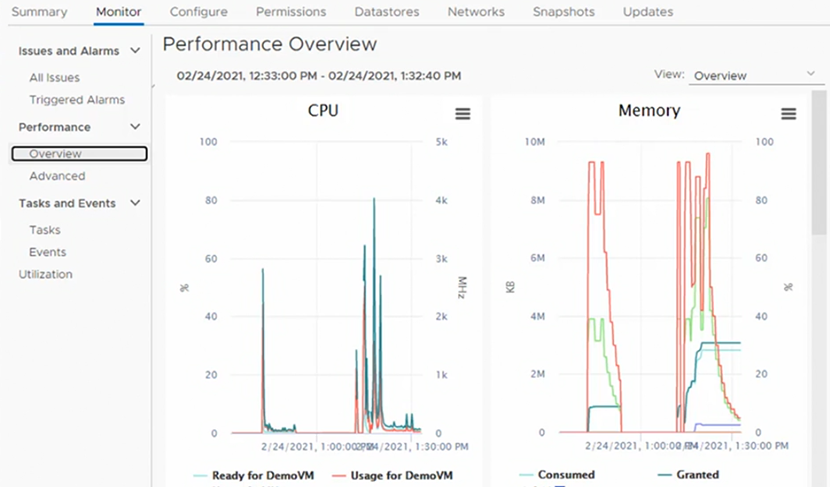 Summary Monitor Configure Permissions Datastores Networks Snapshots Updates
Issues and Alarms
All Issues
Triggered Alarms
Performance
Overview
Advanced
Tasks and Events
Tasks
Events
Utilization
Performance Overview
02/24/2021, 12:33:00 PM - 02/24/2021, 1:32:40 PM
View: Overview
CPU
100 5k
80 4k
60 3k
% MHz
40 2k
20 1k
0 0
2/24/2021, 1:00:00 2/24/2021, 1:30:00 PM
Ready for DemoVM Usage for DemoVM
Memory
10M 100
8M 80
6M 60
KB %
4M 40
2M 20
0 0
2/24/2021, 1:00:00 2/24/2021, 1:30:00 PM
Consumed Granted